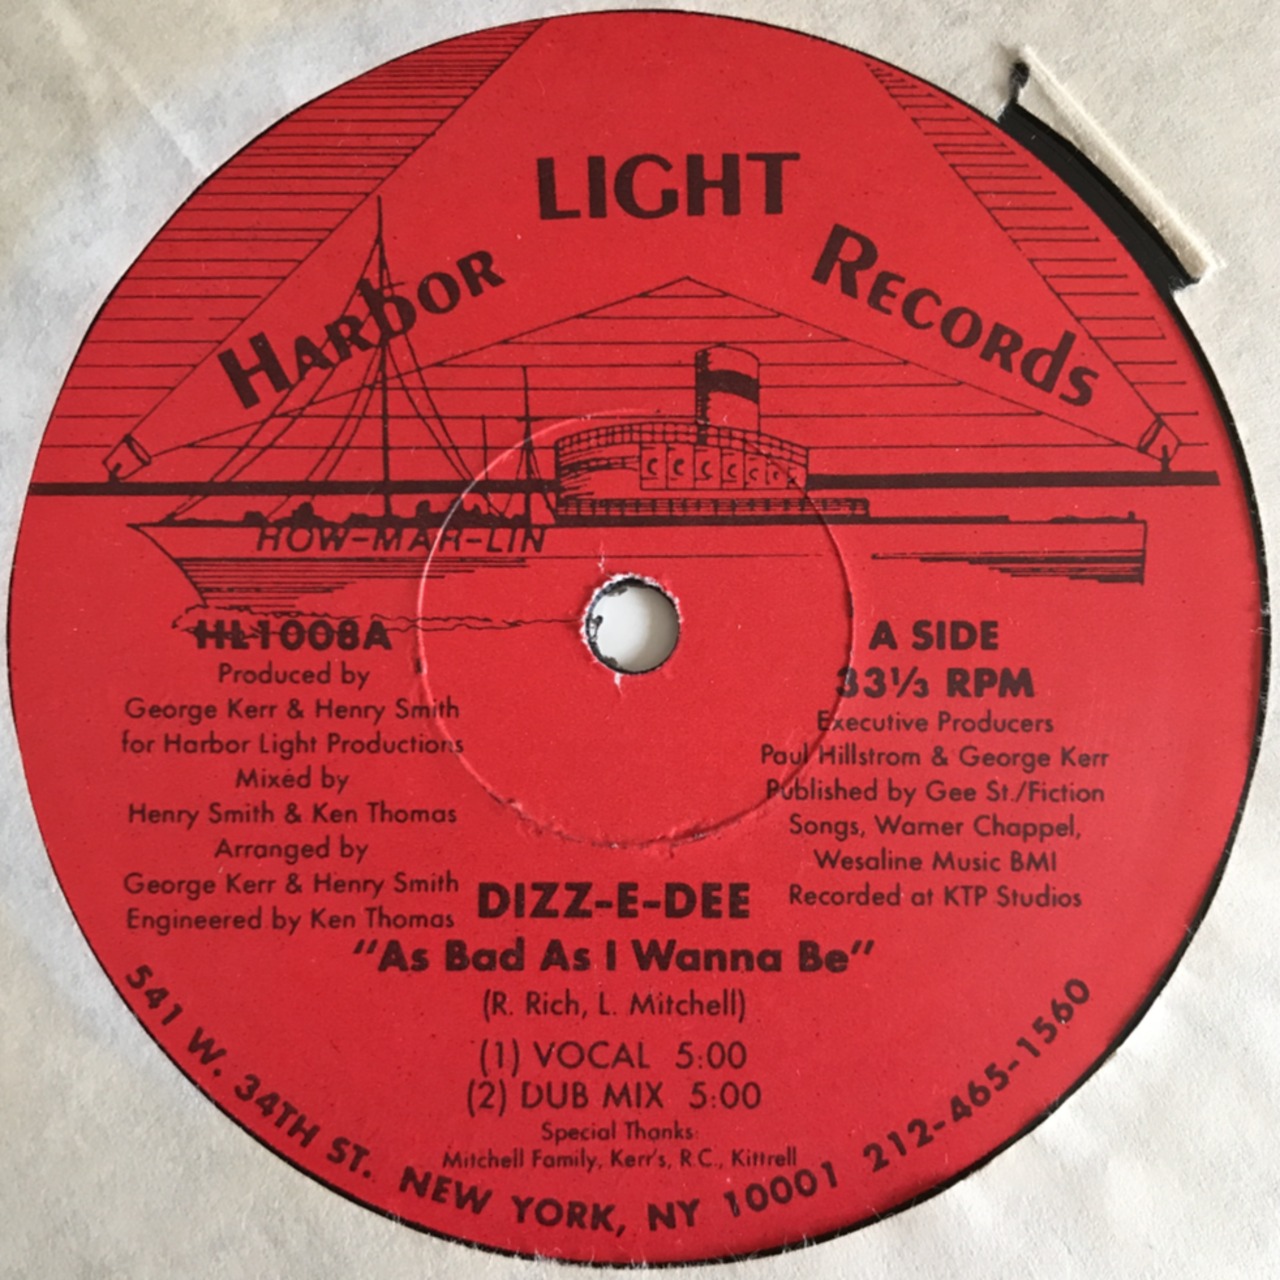 Harbor LIGHT Records
HOW-MAR-LIN
HL1008A
Produced by
George Kerr & Henry Smith
for Harbor Light Productions
Mixed by
Henry Smith & Ken Thomas
Arranged by
George Kerr & Henry Smith
Engineered by Ken Thomas
A SIDE
33⅓ RPM
Executive Producers
Paul Hillstrom & George Kerr
Published by Gee St./Fiction
Songs, Warner Chappel,
Wesaline Music BMI
Recorded at KTP Studios
DIZZ-E-DEE
"As Bad As I Wanna Be"
(R. Rich, L. Mitchell)
(1) VOCAL 5:00
(2) DUB MIX 5:00
Special Thanks:
Mitchell Family, Kerr's, R.C., Kittrell
541 W. 34TH ST. NEW YORK, NY 10001 212-465-1560